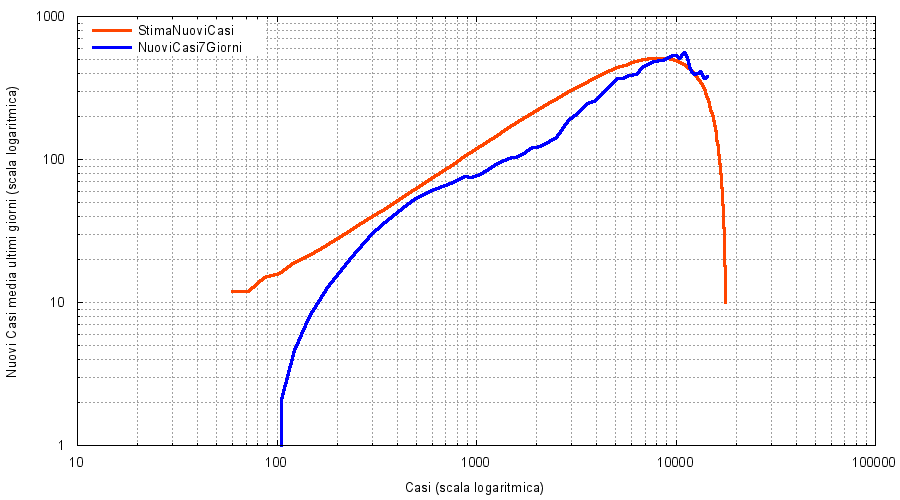 1000
StimaNuoviCasi
NuoviCasi7Giorni
100
10
1
Nuovi Casi media ultimi giorni (scala logaritmica)
10 100 1000 10000 100000
Casi (scala logaritmica)